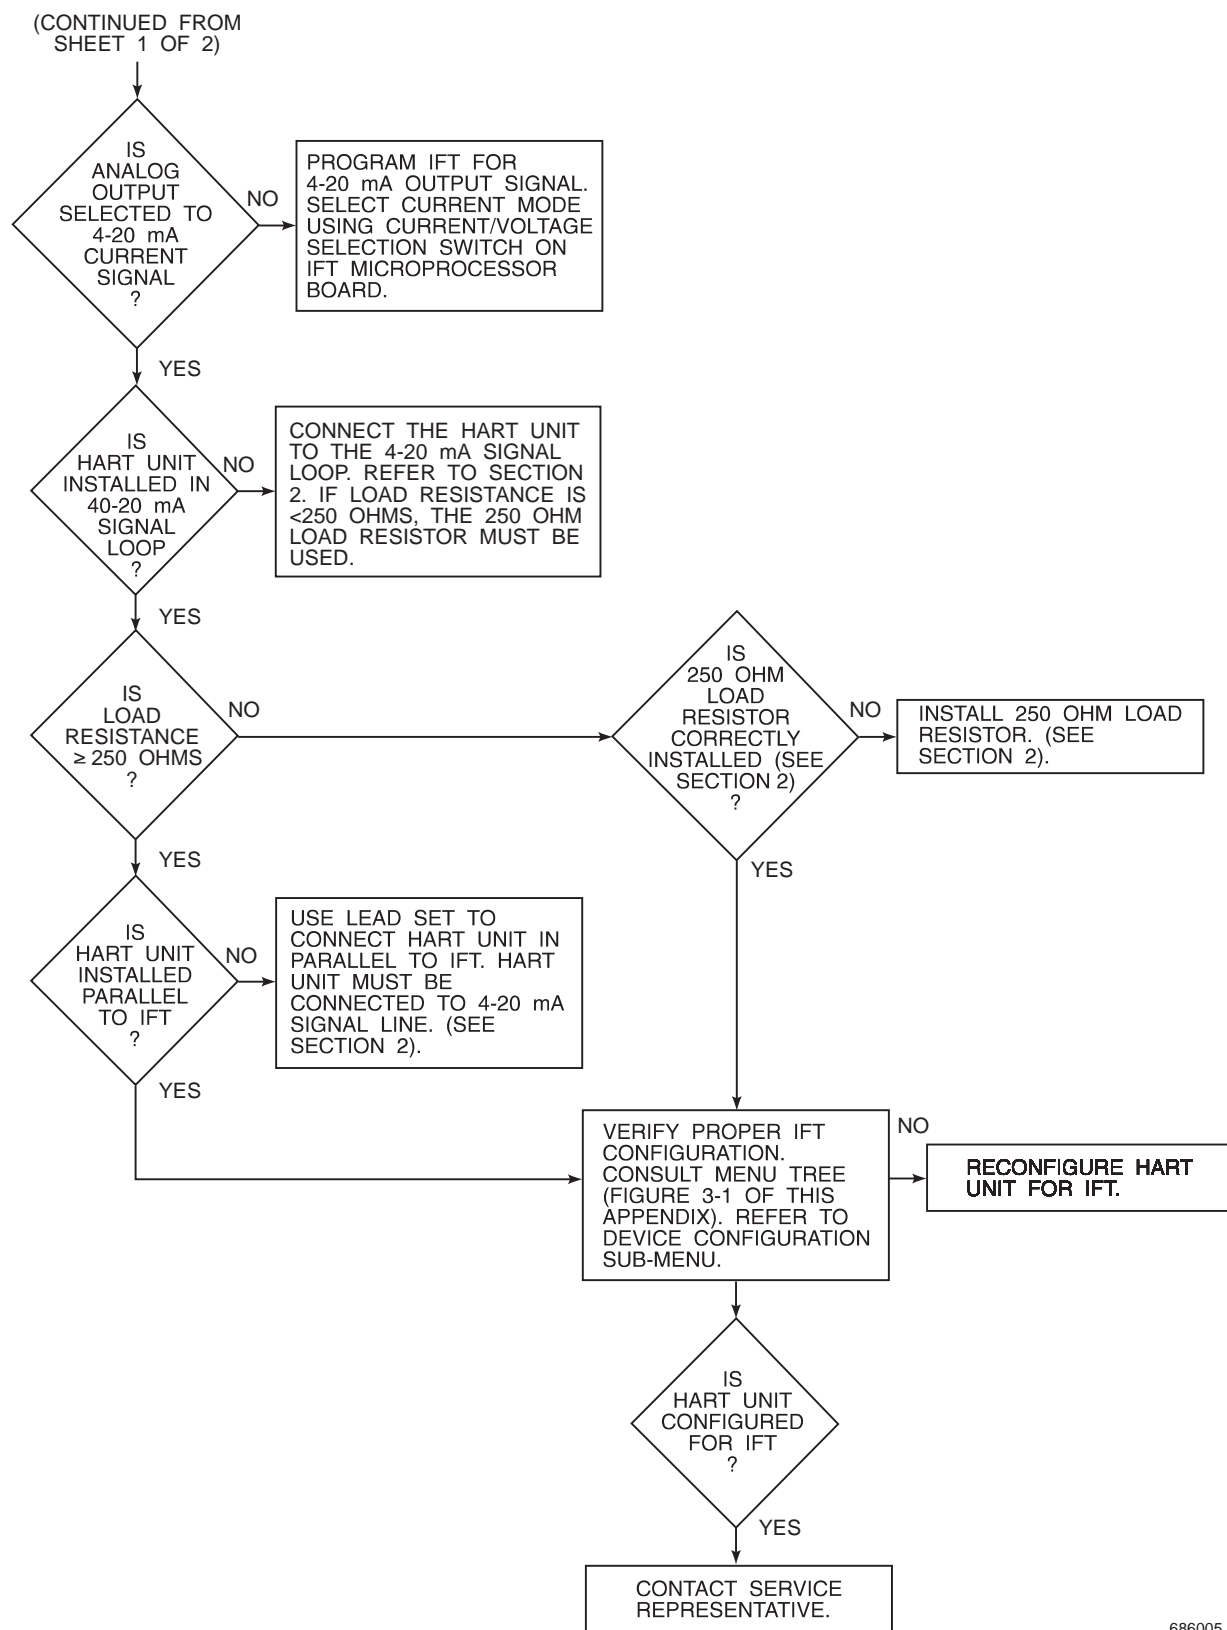 (CONTINUED FROM
SHEET 1 OF 2)
IS
ANALOG
OUTPUT
SELECTED TO
4-20 mA
CURRENT
SIGNAL
?
NO
PROGRAM IFT FOR
4-20 mA OUTPUT SIGNAL.
SELECT CURRENT MODE
USING CURRENT/VOLTAGE
SELECTION SWITCH ON
IFT MICROPROCESSOR
BOARD.
YES
IS
HART UNIT
INSTALLED IN
40-20 mA
SIGNAL
LOOP
?
NO
CONNECT THE HART UNIT
TO THE 4-20 mA SIGNAL
LOOP. REFER TO SECTION
2. IF LOAD RESISTANCE IS
<250 OHMS, THE 250 OHM
LOAD RESISTOR MUST BE
USED.
YES
IS
LOAD
RESISTANCE
≥ 250 OHMS
?
NO
IS
250 OHM
LOAD
RESISTOR
CORRECTLY
INSTALLED (SEE
SECTION 2)
?
NO
INSTALL 250 OHM LOAD
RESISTOR. (SEE
SECTION 2).
YES
YES
IS
HART UNIT
INSTALLED
PARALLEL
TO IFT
?
NO
USE LEAD SET TO
CONNECT HART UNIT IN
PARALLEL TO IFT. HART
UNIT MUST BE
CONNECTED TO 4-20 mA
SIGNAL LINE. (SEE
SECTION 2).
YES
VERIFY PROPER IFT
CONFIGURATION.
CONSULT MENU TREE
(FIGURE 3-1 OF THIS
APPENDIX). REFER TO
DEVICE CONFIGURATION
SUB-MENU.
NO
RECONFIGURE HART
UNIT FOR IFT.
IS
HART UNIT
CONFIGURED
FOR IFT
?
YES
CONTACT SERVICE
REPRESENTATIVE.
686005